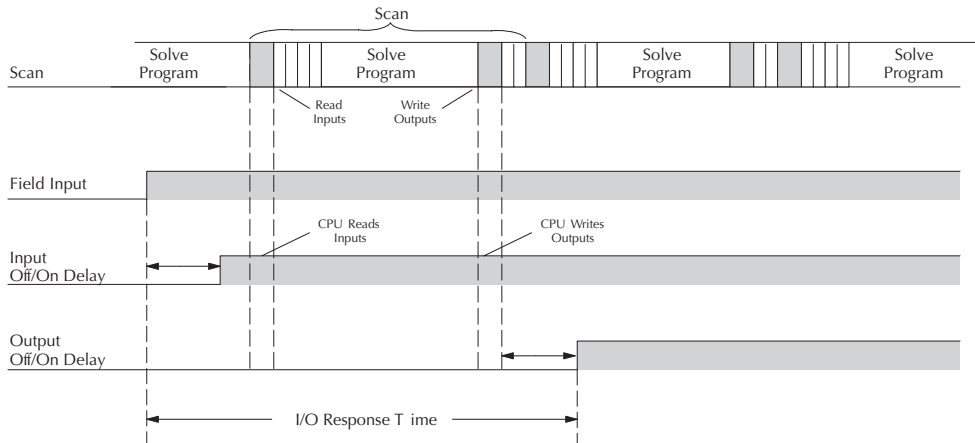 Scan
Solve
Program
Solve
Program
Solve
Program
Solve
Program
Scan
Read
Inputs
Write
Outputs
Field Input
CPU Reads
Inputs
CPU Writes
Outputs
Input
Off/On Delay
Output
Off/On Delay
I/O Response T ime